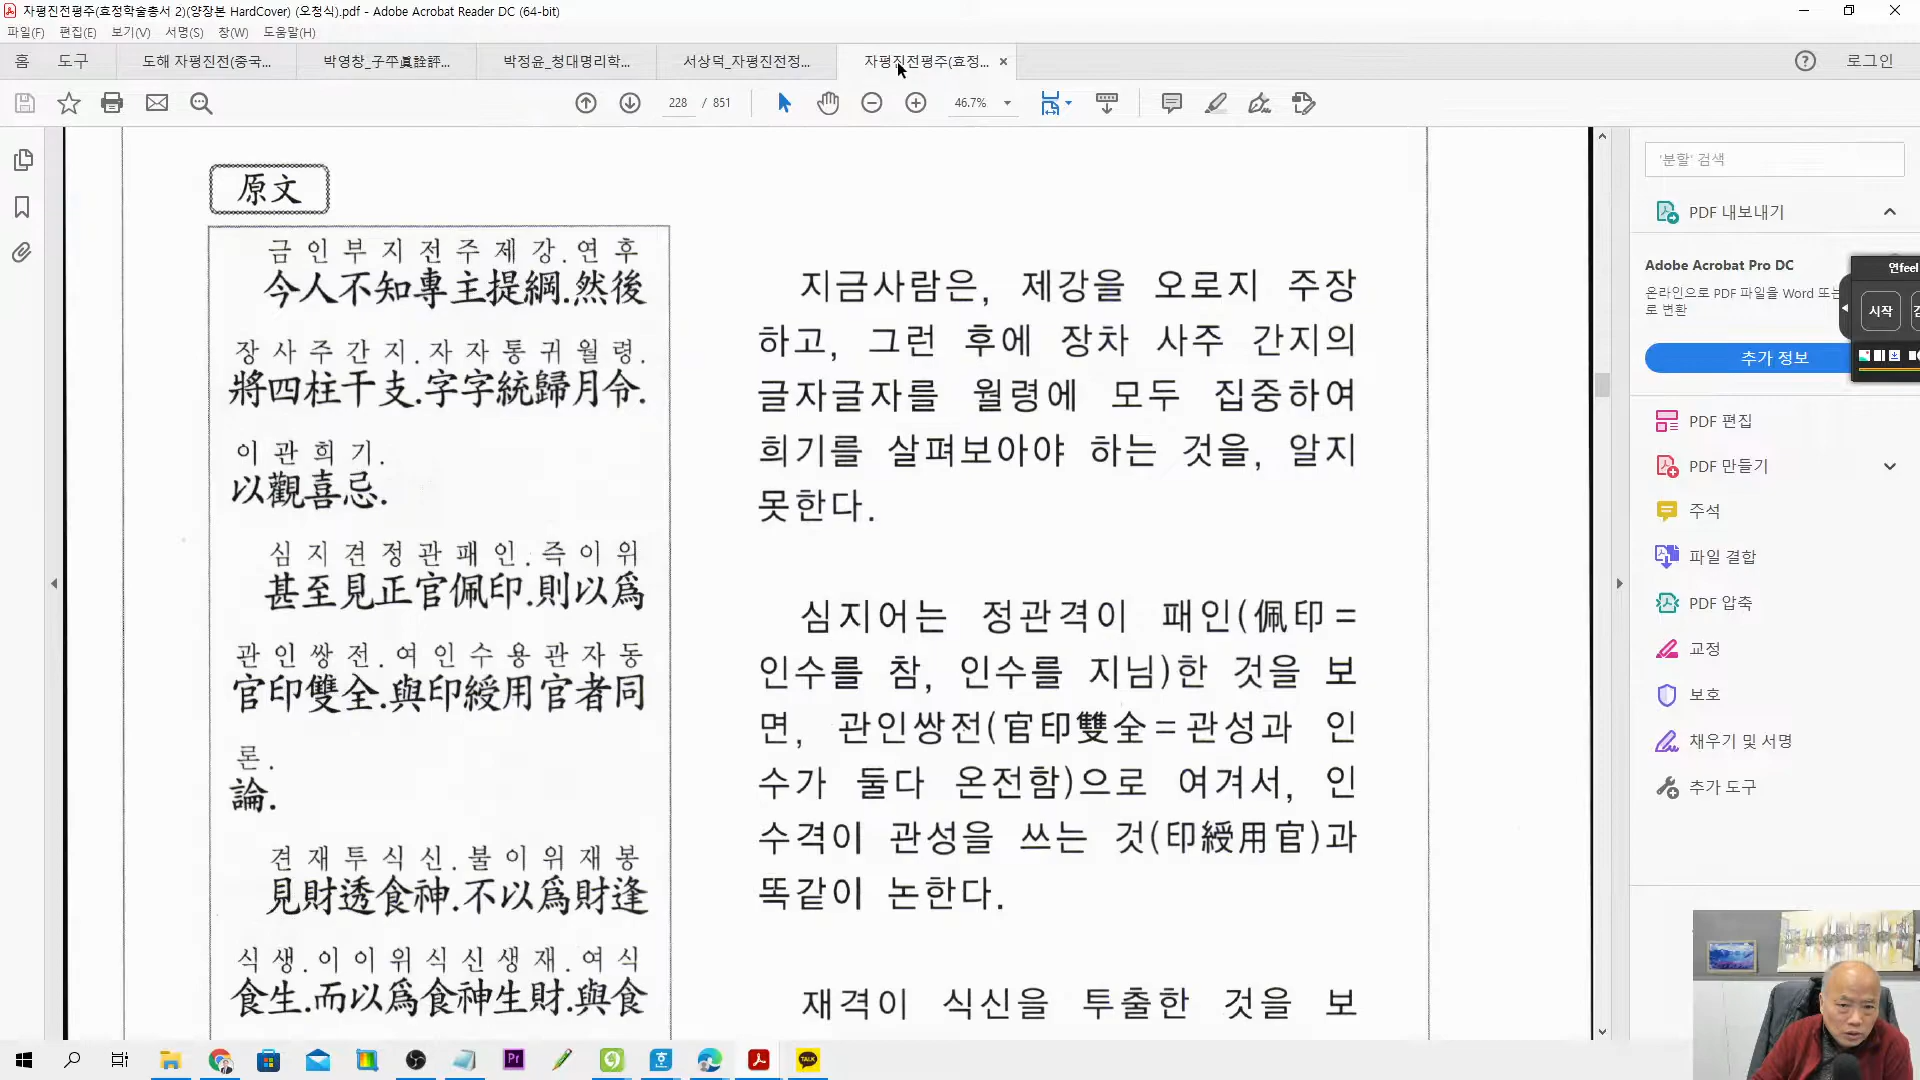 자평진전평주(효정학술총서 2)(양장본 HardCover) (오청식).pdf - Adobe Acrobat Reader DC (64-bit)
파일(F) 편집(E) 보기(V) 서명(S) 창(W) 도움말(H)
홈 도구 도해 자평진전(중국... 박영창_子平眞詮評... 박정윤_청대명리학... 서상덕_자평진전정... 자평진전평주(효정... × 로그인
228 / 851 46.7%
原文
금인부지전주제강.연후
今人不知專主提綱.然後
장사주간지.자자통귀월령.
將四柱干支.字字統歸月令.
이관희기.
以觀喜忌.
심지견정관패인.즉이위
甚至見正官佩印.則以爲
관인쌍전.여인수용관자동
官印雙全.與印綬用官者同
론.
論.
견재투식신.불이위재봉
見財透食神.不以爲財逢
식생.이이위식신생재.여식
食生.而以爲食神生財.與食
지금사람은, 제강을 오로지 주장
하고, 그런 후에 장차 사주 간지의
글자글자를 월령에 모두 집중하여
희기를 살펴보아야 하는 것을, 알지
못한다.
심지어는 정관격이 패인(佩印=
인수를 참, 인수를 지님)한 것을 보
면, 관인쌍전(官印雙全=관성과 인
수가 둘다 온전함)으로 여겨서, 인
수격이 관성을 쓰는 것(印綬用官)과
똑같이 논한다.
재격이 식신을 투출한 것을 보
'분할' 검색
PDF 내보내기
Adobe Acrobat Pro DC
온라인으로 PDF 파일을 Word 또는
로 변환
추가 정보
PDF 편집
PDF 만들기
주석
파일 결합
PDF 압축
교정
보호
채우기 및 서명
추가 도구
연feel
시작
Pr
TALK